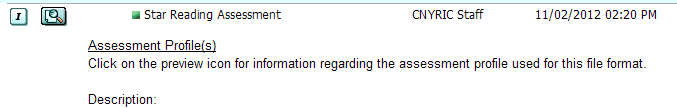 I Star Reading Assessment CNYRIC Staff 11/02/2012 02:20 PM
Assessment Profile(s)
Click on the preview icon for information regarding the assessment profile used for this file format.
Description: